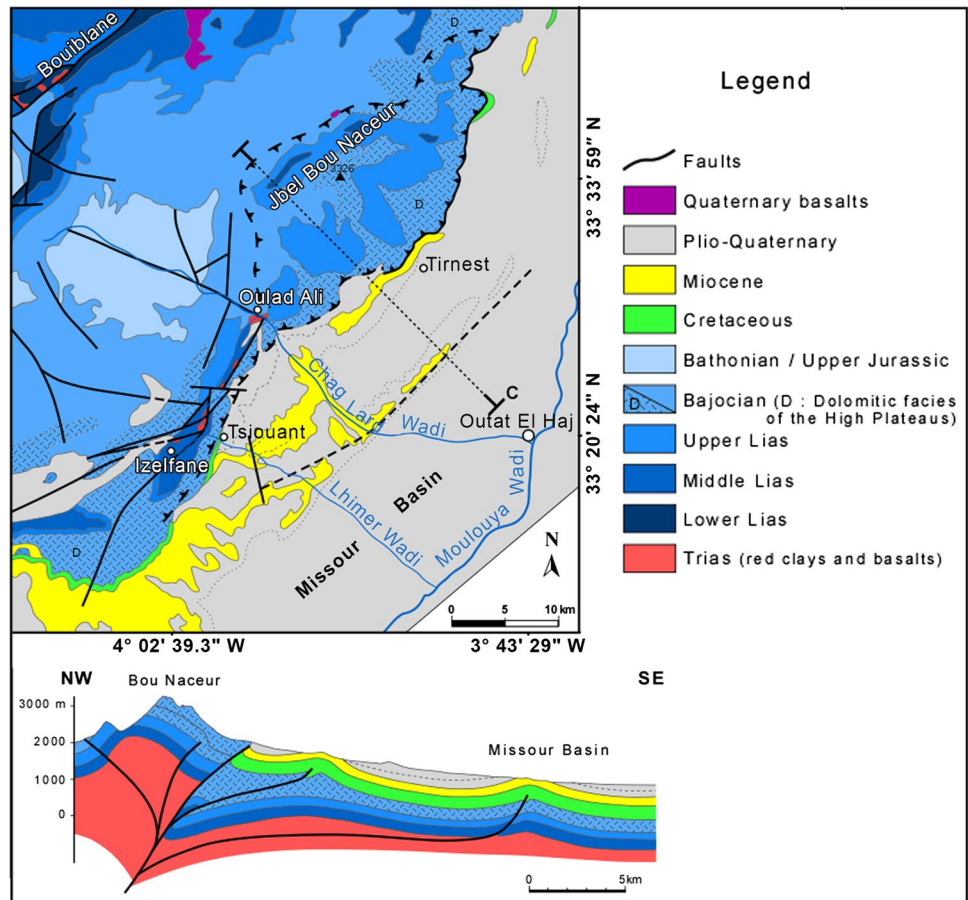 Bouiblane
D
Jbel Bou Naceur
3326
D
Tirnest
Oulad Ali
Chag Lard
Wadi
C
Outat El Haj
Tsiouant
Izelfane
Lhimer Wadi
Missour Basin
Moulouya Wadi
D
N
0 5 10 km
33° 33' 59" N
33° 20' 24" N
4° 02' 39.3" W
3° 43' 29" W
Legend
Faults
Quaternary basalts
Plio-Quaternary
Miocene
Cretaceous
Bathonian / Upper Jurassic
D
Bajocian (D : Dolomitic facies
of the High Plateaus)
Upper Lias
Middle Lias
Lower Lias
Trias (red clays and basalts)
NW
Bou Naceur
SE
3000 m
2000
1000
0
Missour Basin
0 5km